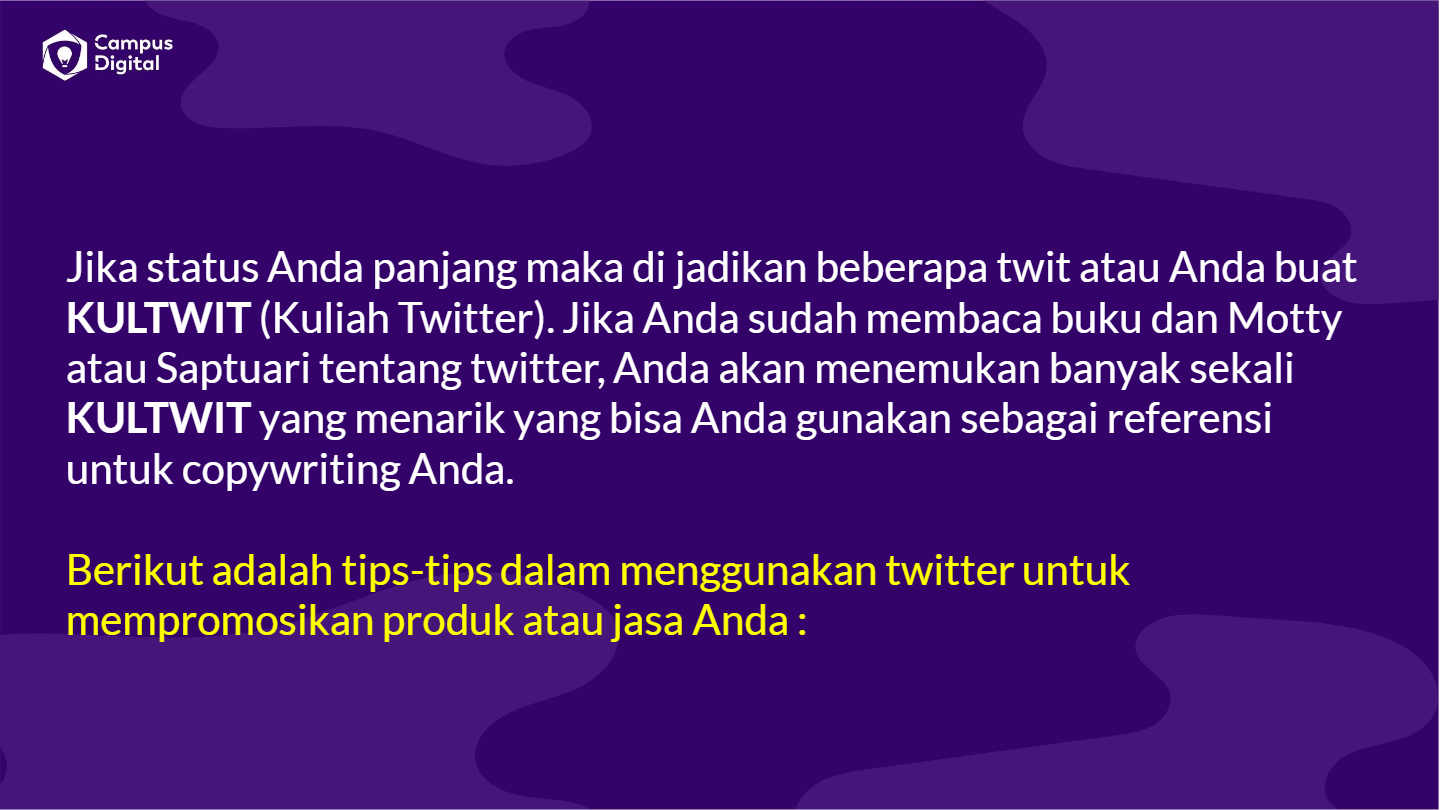 Campus
Digital
Jika status Anda panjang maka di jadikan beberapa twit atau Anda buat
KULTWIT (Kuliah Twitter). Jika Anda sudah membaca buku dan Motty
atau Saptuari tentang twitter, Anda akan menemukan banyak sekali
KULTWIT yang menarik yang bisa Anda gunakan sebagai referensi
untuk copywriting Anda.
Berikut adalah tips-tips dalam menggunakan twitter untuk
mempromosikan produk atau jasa Anda :